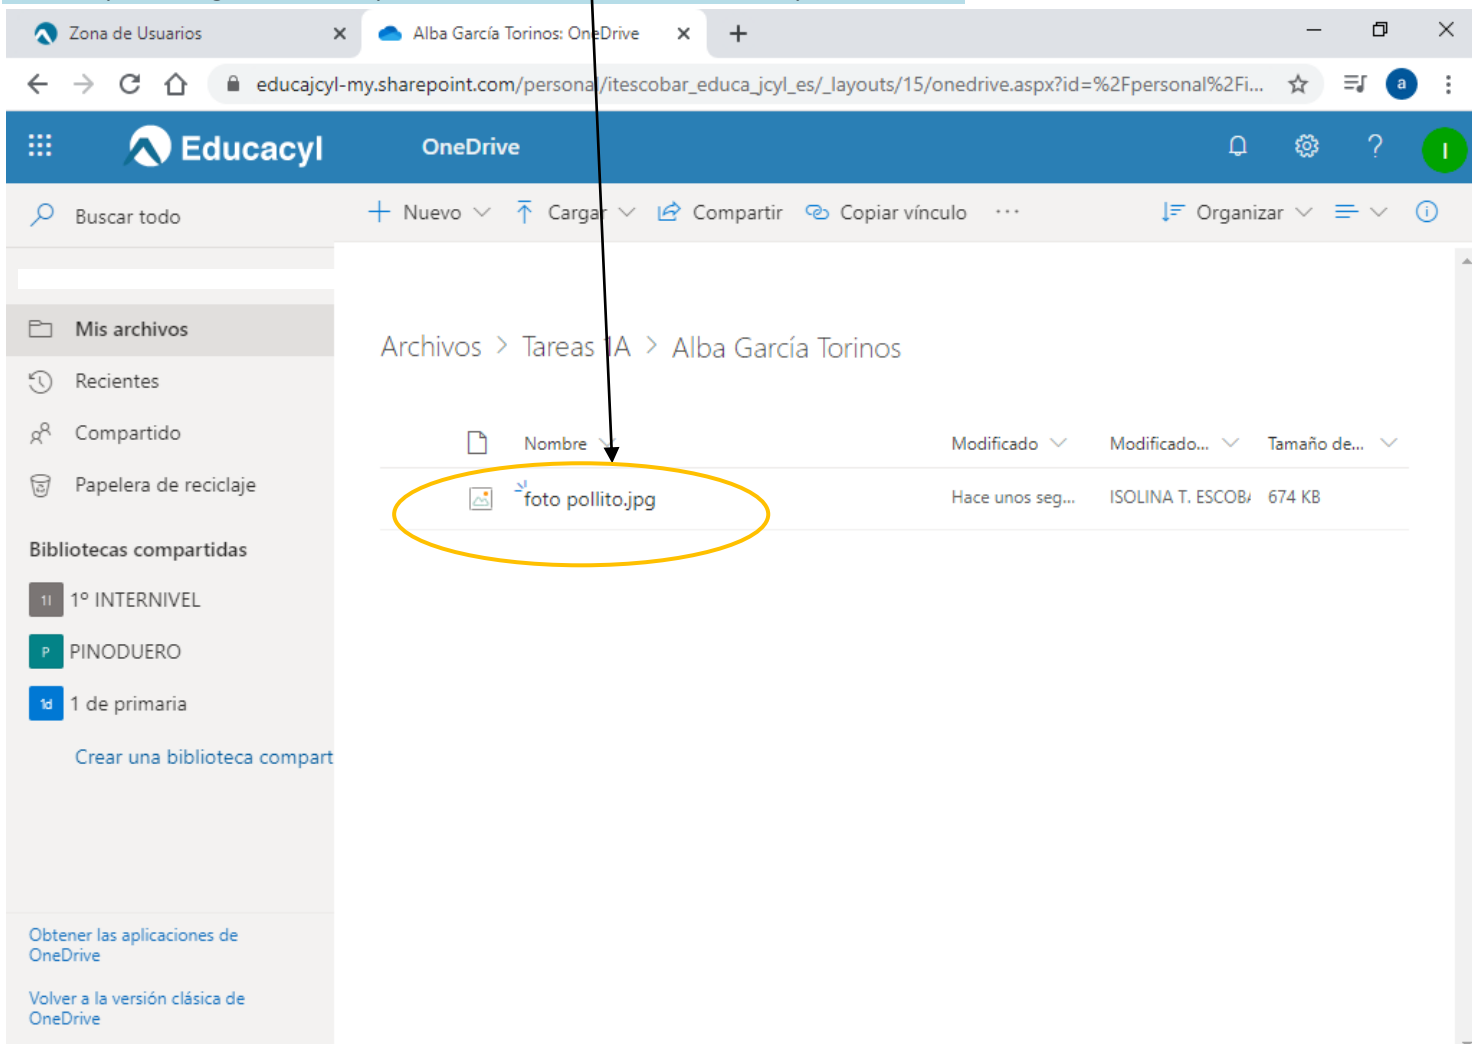 Zona de Usuarios
Alba García Torinos: OneDrive
educajcyl-my.sharepoint.com/personal/itescobar_educa_jcyl_es/_layouts/15/onedrive.aspx?id=%2Fpersonal%2Fi...
a
Educacyl
OneDrive
?
I
Buscar todo
Nuevo
Cargar
Compartir
Copiar vínculo
...
Organizar
Mis archivos
Recientes
Compartido
Papelera de reciclaje
Bibliotecas compartidas
1I 1º INTERNIVEL
P PINODUERO
1d 1 de primaria
Crear una biblioteca compart
Obtener las aplicaciones de
OneDrive
Volver a la versión clásica de
OneDrive
Archivos > Tareas 1A > Alba García Torinos
Nombre Modificado Modificado... Tamaño de...
foto pollito.jpg Hace unos seg... ISOLINA T. ESCOBA 674 KB